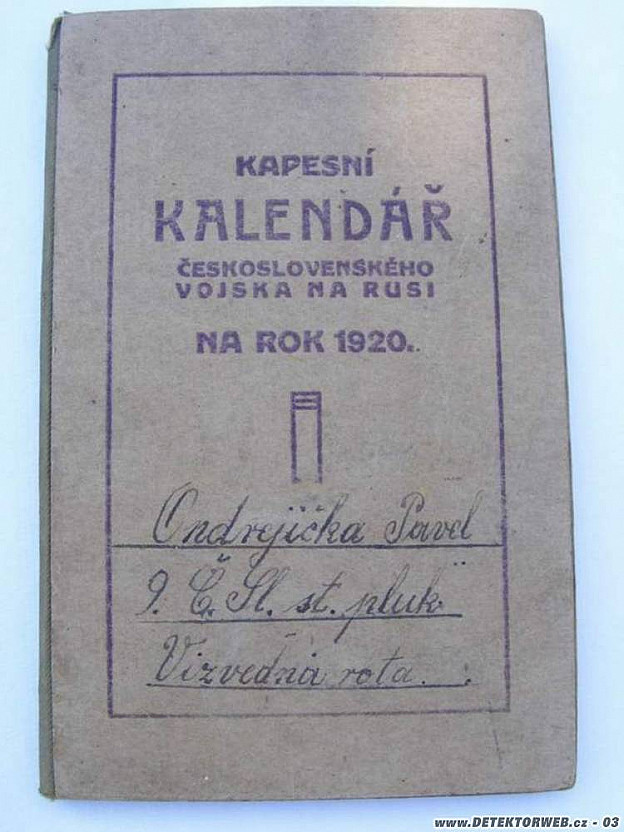 KAPESNÍ
KALENDÁŘ
ČESKOSLOVENSKÉHO
VOJSKA NA RUSI
NA ROK 1920.
Ondrejička Pavel
9. Č. Sl. st. pluk
Vizvedna rota.
www.DETEKTORWEB.cz - 03